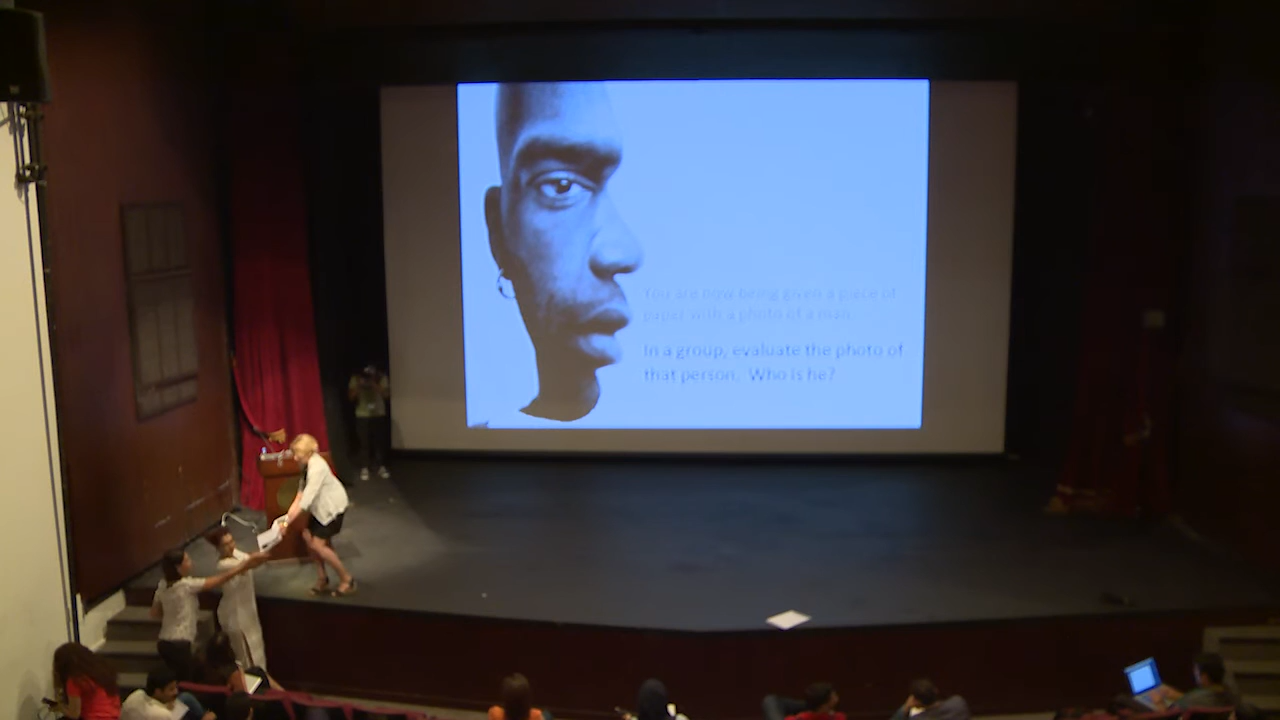 You are now being given a piece of
paper with a photo of a man.
In a group, evaluate the photo of
that person. Who is he?